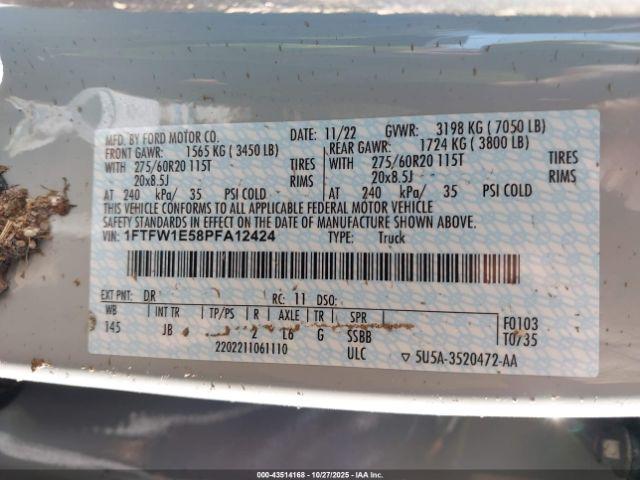 MFD. BY FORD MOTOR CO. DATE: 11/22 GVWR: 3198 KG ( 7050 LB)
FRONT GAWR: 1565 KG ( 3450 LB) REAR GAWR: 1724 KG ( 3800 LB)
WITH 275/60R20 115T TIRES WITH 275/60R20 115T TIRES
20x8.5J RIMS 20x8.5J RIMS
AT 240 kPa/ 35 PSI COLD AT 240 kPa/ 35 PSI COLD
THIS VEHICLE CONFORMS TO ALL APPLICABLE FEDERAL MOTOR VEHICLE
SAFETY STANDARDS IN EFFECT ON THE DATE OF MANUFACTURE SHOWN ABOVE.
VIN: 1FTFW1E58PFA12424 TYPE: Truck
EXT PNT: DR RC: 11 DSO:
WB INT TR TP/PS R AXLE TR SPR F0103
145 JB 2 L6 G SSBB T0735
2202211061110 ULC 5U5A-3520472-AA
000-43514168 - 10/27/2025 - IAAI.com